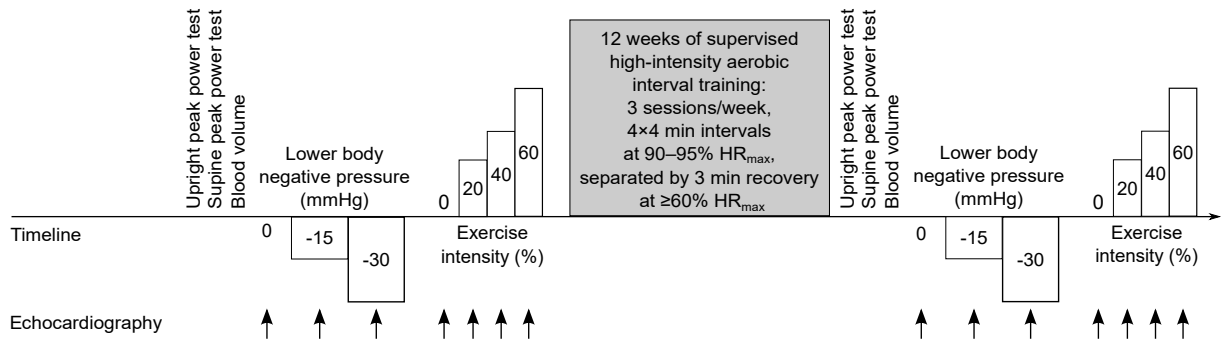 Upright peak power test
Supine peak power test
Blood volume
Lower body
negative pressure
(mmHg)
0
20
40
60
12 weeks of supervised
high-intensity aerobic
interval training:
3 sessions/week,
4×4 min intervals
at 90–95% HRmax,
separated by 3 min recovery
at ≥60% HRmax
Upright peak power test
Supine peak power test
Blood volume
Lower body
negative pressure
(mmHg)
0
20
40
60
Timeline
0
-15
-30
Exercise
intensity (%)
0
-15
-30
Exercise
intensity (%)
Echocardiography